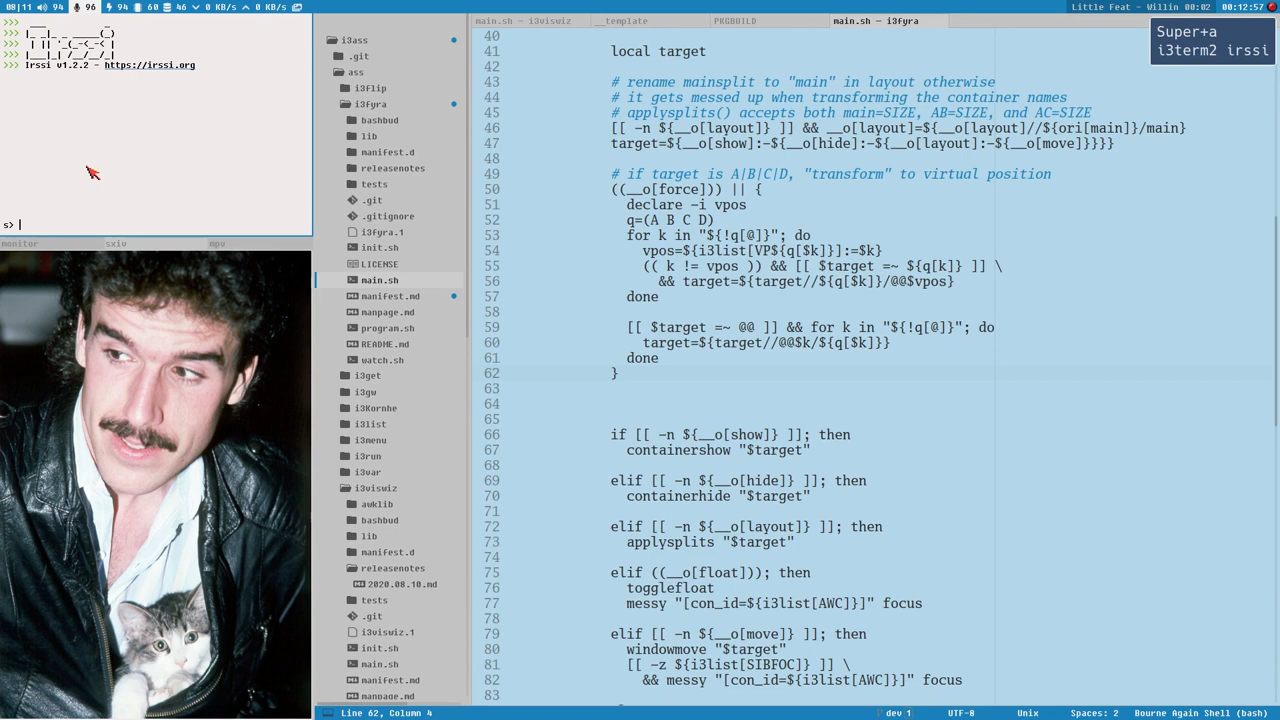 08|11 94 96 94 60 46 0 KB/s 0 KB/s
Little Feat - Willin 00:02 00:12:57
>>>
>>>
>>>
>>>
>>> Irssi v1.2.2 - https://irssi.org
s>
monitor sxiv mpv
i3ass
.git
ass
i3flip
i3fyra
bashbud
lib
manifest.d
releasenotes
tests
.git
.gitignore
i3fyra.1
init.sh
LICENSE
main.sh
manifest.md
manpage.md
program.sh
README.md
watch.sh
i3get
i3gw
i3Kornhe
i3list
i3menu
i3run
i3var
i3viswiz
awklib
bashbud
lib
manifest.d
releasenotes
2020.08.10.md
tests
.git
i3viswiz.1
init.sh
main.sh
manifest.md
manpage.md
main.sh — i3viswiz __template PKGBUILD main.sh — i3fyra
Super+a
i3term2 irssi
40
41 local target
42
43 # rename mainsplit to "main" in layout otherwise
44 # it gets messed up when transforming the container names
45 # applysplits() accepts both main=SIZE, AB=SIZE, and AC=SIZE
46 [[ -n ${__o[layout]} ]] && __o[layout]=${__o[layout]//${ori[main]}/main}
47 target=${__o[show]:-${__o[hide]:-${__o[layout]:-${__o[move]}}}}
48
49 # if target is A|B|C|D, "transform" to virtual position
50 ((__o[force])) || {
51 declare -i vpos
52 q=(A B C D)
53 for k in "${!q[@]}"; do
54 vpos=${i3list[VP${q[$k]}]:=$k}
55 (( k != vpos )) && [[ $target =~ ${q[k]} ]] \
56 && target=${target//${q[$k]}/@@$vpos}
57 done
58
59 [[ $target =~ @@ ]] && for k in "${!q[@]}"; do
60 target=${target//@@$k/${q[$k]}}
61 done
62 }
63
64
65
66 if [[ -n ${__o[show]} ]]; then
67 containershow "$target"
68
69 elif [[ -n ${__o[hide]} ]]; then
70 containerhide "$target"
71
72 elif [[ -n ${__o[layout]} ]]; then
73 applysplits "$target"
74
75 elif ((__o[float])); then
76 togglefloat
77 messy "[con_id=${i3list[AWC]}]" focus
78
79 elif [[ -n ${__o[move]} ]]; then
80 windowmove "$target"
81 [[ -z ${i3list[SIBFOC]} ]] \
82 && messy "[con_id=${i3list[AWC]}]" focus
83
Line 62, Column 4 dev 1 UTF-8 Unix Spaces: 2 Bourne Again Shell (bash)